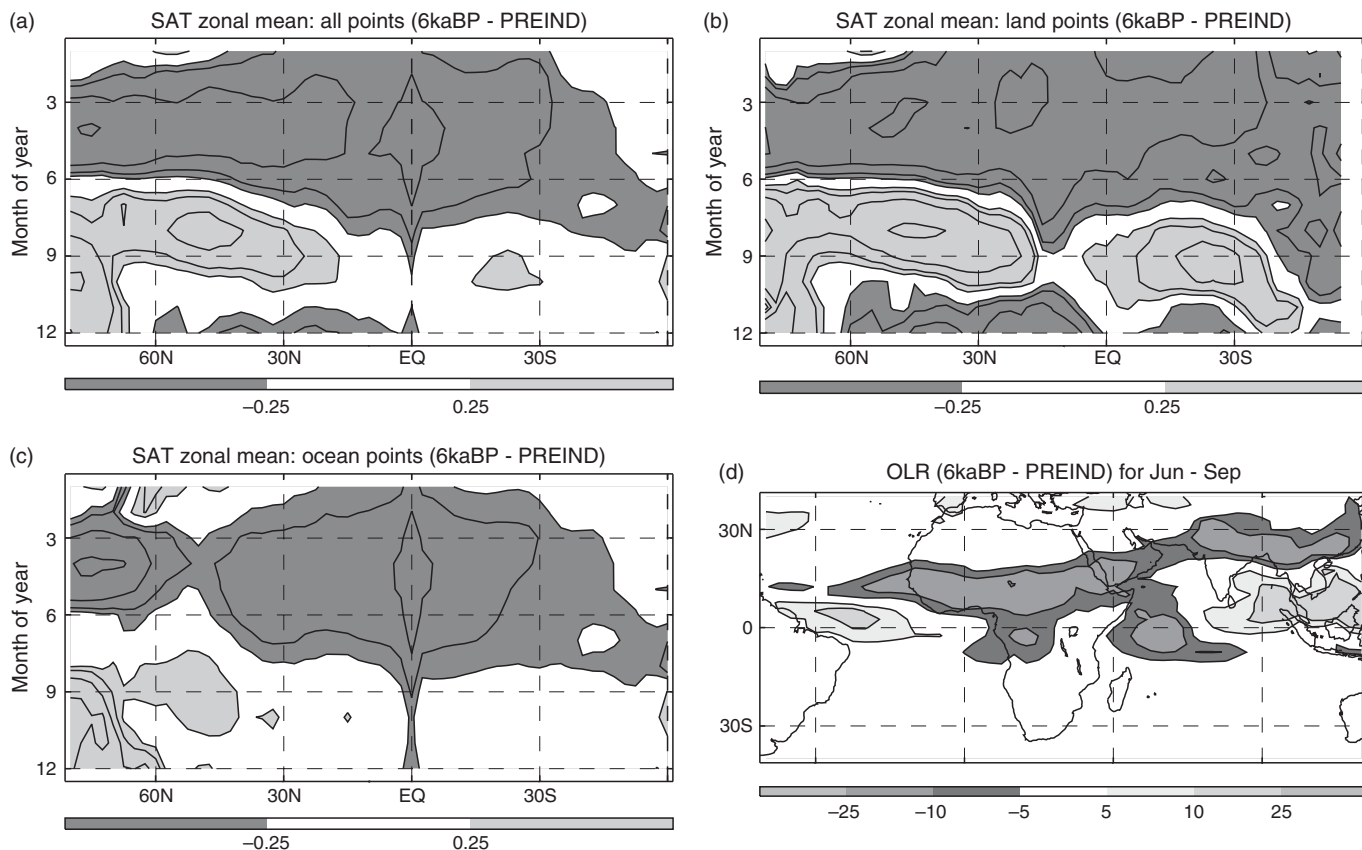 (a) SAT zonal mean: all points (6kaBP - PREIND)
Month of year
3
6
9
12
60N 30N EQ 30S
−0.25 0.25
(b) SAT zonal mean: land points (6kaBP - PREIND)
Month of year
3
6
9
12
60N 30N EQ 30S
−0.25 0.25
(c) SAT zonal mean: ocean points (6kaBP - PREIND)
Month of year
3
6
9
12
60N 30N EQ 30S
−0.25 0.25
(d) OLR (6kaBP - PREIND) for Jun - Sep
30N
0
30S
−25 −10 −5 5 10 25